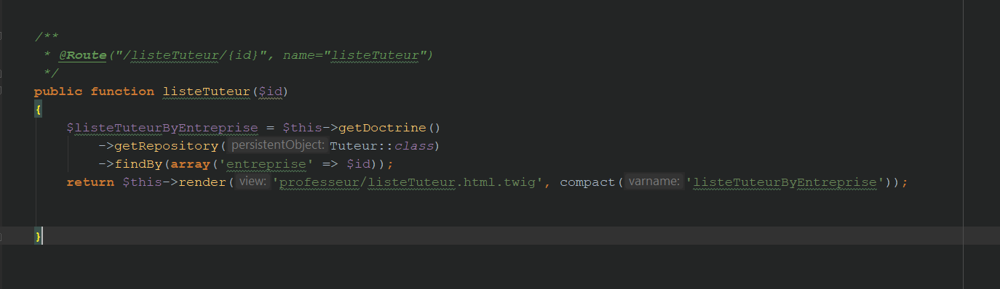 /**
 * @Route("/listeTuteur/{id}", name="listeTuteur")
 */
public function listeTuteur($id)
{
    $listeTuteurByEntreprise = $this->getDoctrine()
        ->getRepository( persistentObject: Tuteur::class)
        ->findBy(array('entreprise' => $id));
    return $this->render( view: 'professeur/listeTuteur.html.twig', compact( varname: 'listeTuteurByEntreprise'));
}